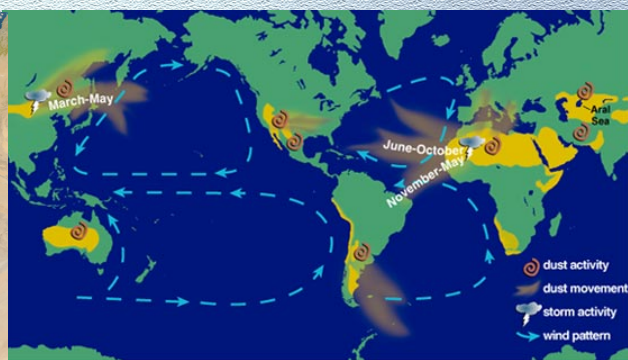 March-May
June-October
November-May
Aral
Sea
dust activity
dust movement
storm activity
wind pattern